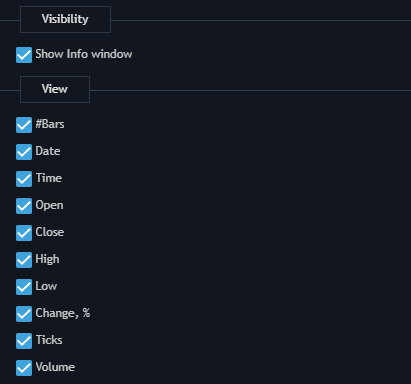 Visibility
Show Info window
View
#Bars
Date
Time
Open
Close
High
Low
Change, %
Ticks
Volume